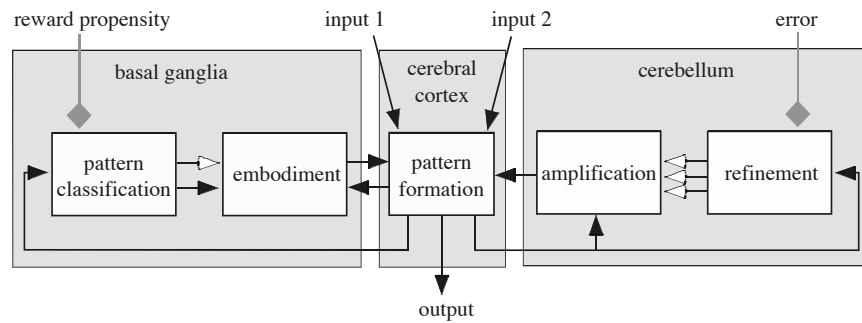 reward propensity
input 1
input 2
error
basal ganglia
cerebral
cortex
cerebellum
pattern
classification
embodiment
pattern
formation
amplification
refinement
output